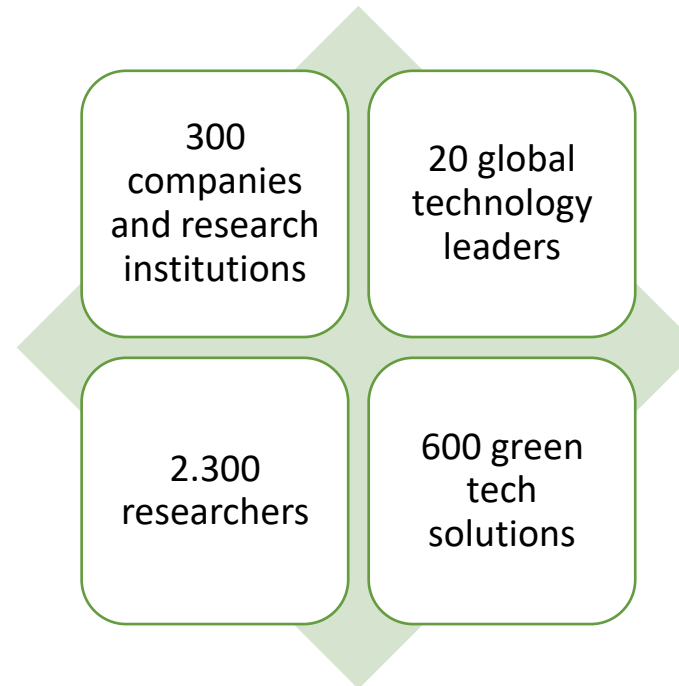 300
companies
and research
institutions
20 global
technology
leaders
2.300
researchers
600 green
tech
solutions